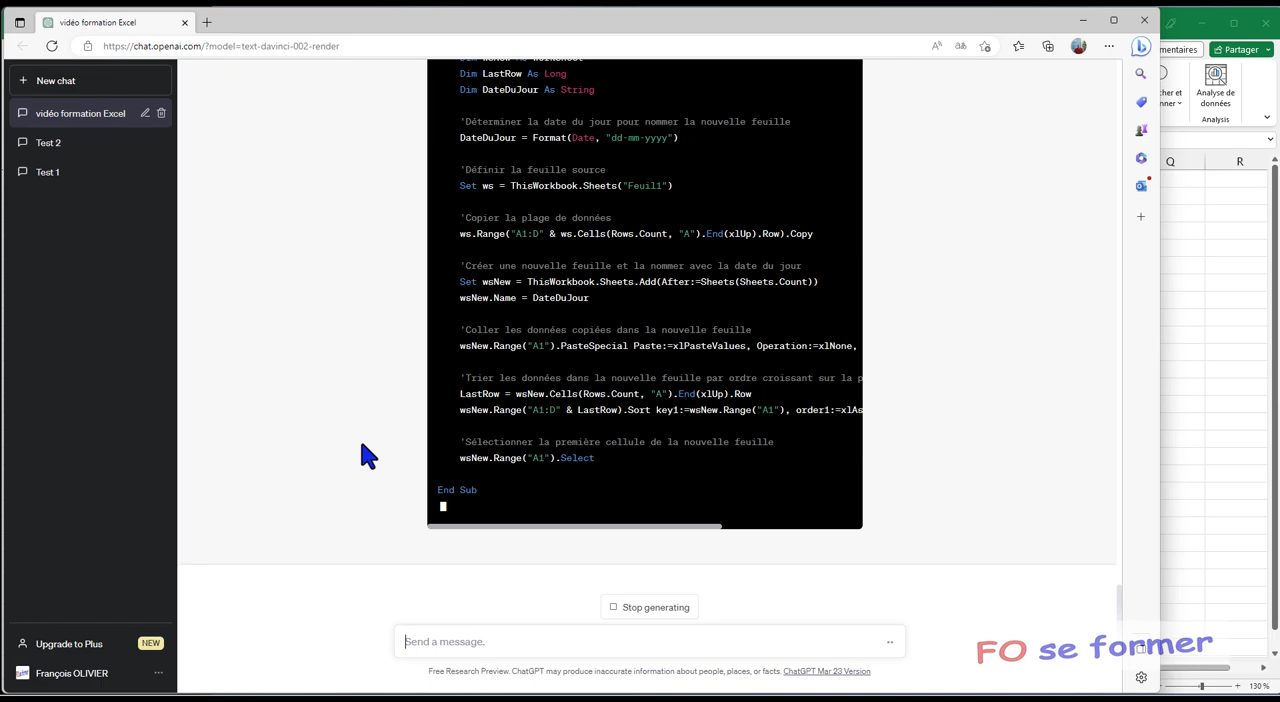 vidéo formation Excel
https://chat.openai.com/?model=text-davinci-002-render
New chat
vidéo formation Excel
Test 2
Test 1
Dim LastRow As Long
Dim DateDuJour As String
'Déterminer la date du jour pour nommer la nouvelle feuille
DateDuJour = Format(Date, "dd-mm-yyyy")
'Définir la feuille source
Set ws = ThisWorkbook.Sheets("Feuil1")
'Copier la plage de données
ws.Range("A1:D" & ws.Cells(Rows.Count, "A").End(xlUp).Row).Copy
'Créer une nouvelle feuille et la nommer avec la date du jour
Set wsNew = ThisWorkbook.Sheets.Add(After:=Sheets(Sheets.Count))
wsNew.Name = DateDuJour
'Coller les données copiées dans la nouvelle feuille
wsNew.Range("A1").PasteSpecial Paste:=xlPasteValues, Operation:=xlNone,
'Trier les données dans la nouvelle feuille par ordre croissant sur la p
LastRow = wsNew.Cells(Rows.Count, "A").End(xlUp).Row
wsNew.Range("A1:D" & LastRow).Sort key1:=wsNew.Range("A1"), order1:=xlAs
'Sélectionner la première cellule de la nouvelle feuille
wsNew.Range("A1").Select
End Sub
Stop generating
Send a message.
Free Research Preview. ChatGPT may produce inaccurate information about people, places, or facts. ChatGPT Mar 23 Version
Upgrade to Plus NEW
François OLIVIER
mentaires
Partager
cher et
nner
Analyse de
données
Analysis
Q R
FO se former
130 %